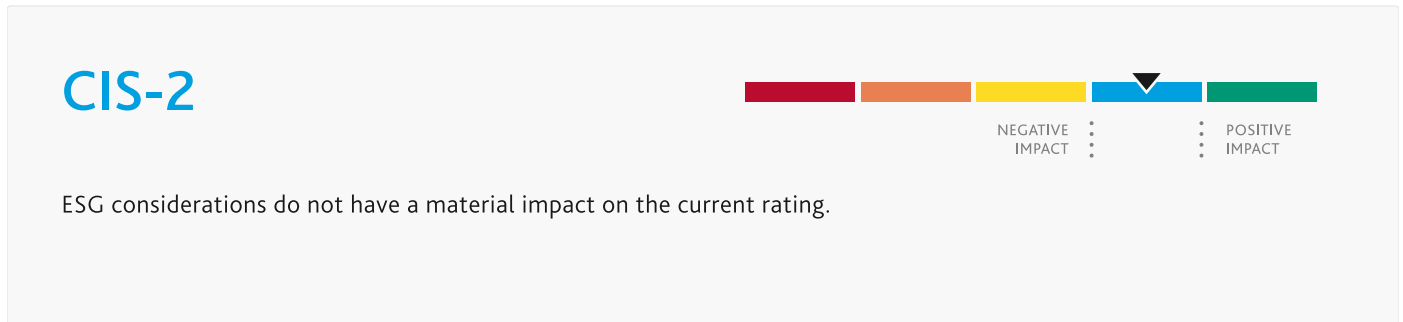 CIS-2
NEGATIVE
IMPACT
POSITIVE
IMPACT
ESG considerations do not have a material impact on the current rating.